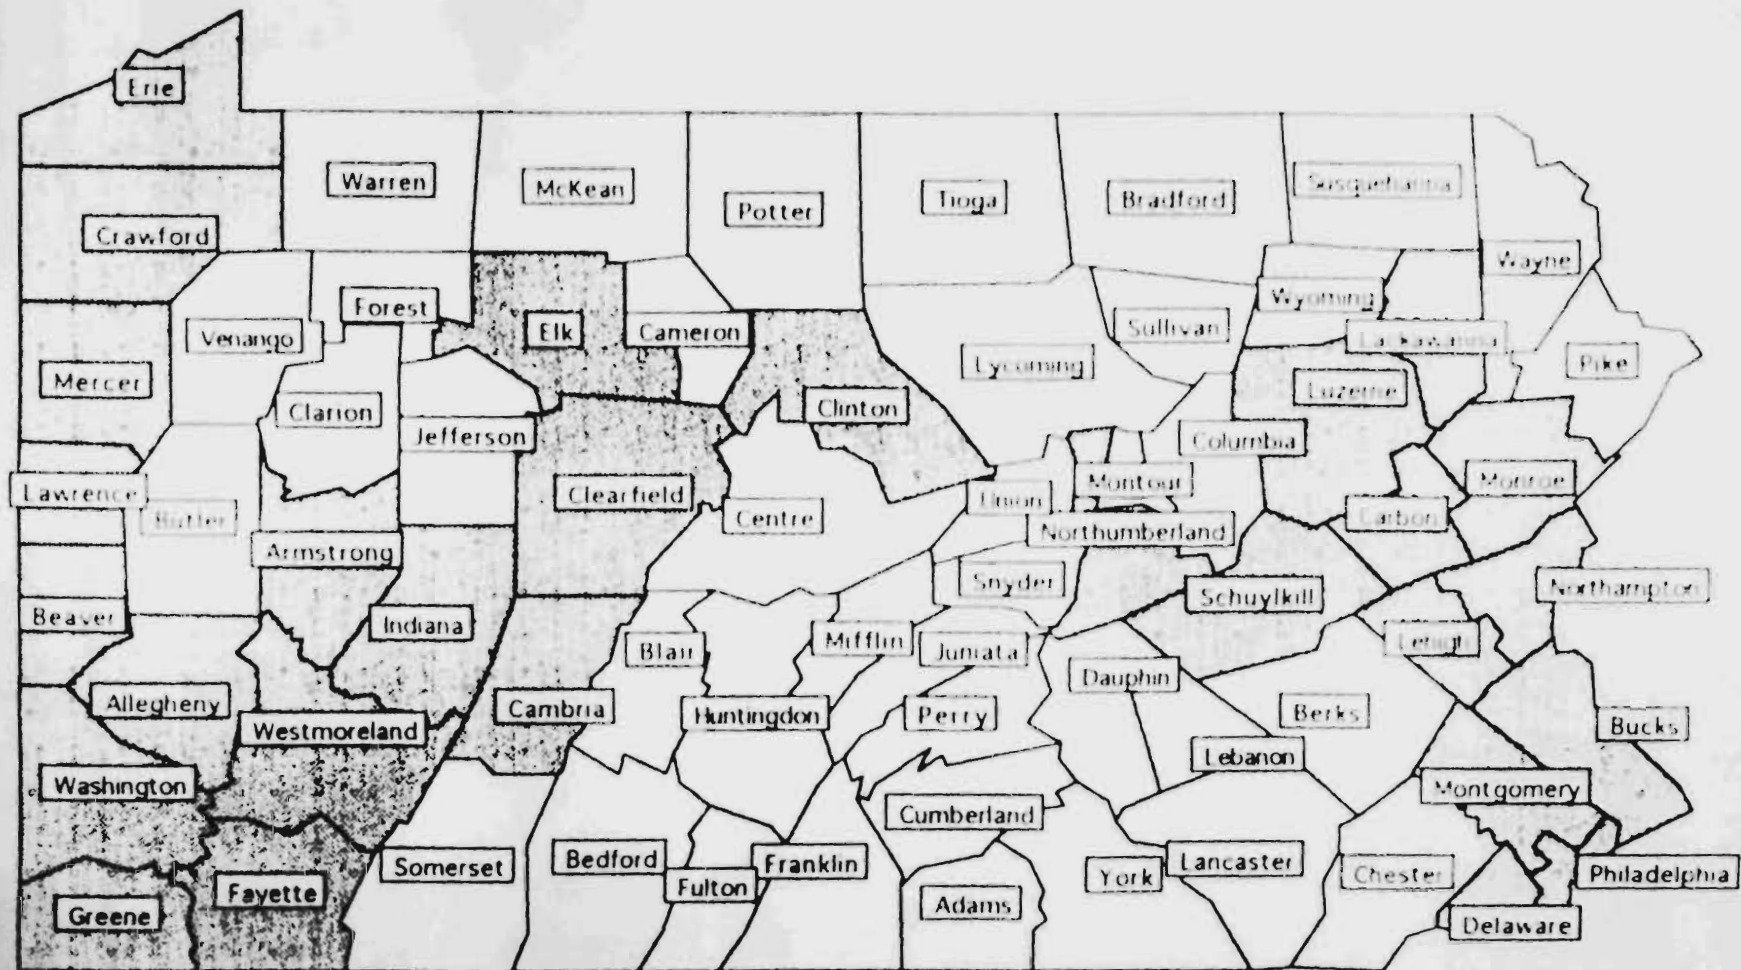 Erie
Warren
McKean
Potter
Tioga
Bradford
Susquehanna
Crawford
Wayne
Forest
Wyoming
Venango
Elk
Cameron
Sullivan
Lackawanna
Mercer
Lycoming
Pike
Clarion
Clinton
Luzerne
Jefferson
Columbia
Lawrence
Clearfield
Montour
Monroe
Butler
Centre
Union
Carbon
Armstrong
Northumberland
Snyder
Northampton
Beaver
Indiana
Schuylkill
Blair
Mifflin
Juniata
Lehigh
Allegheny
Dauphin
Cambria
Huntingdon
Perry
Berks
Westmoreland
Bucks
Washington
Lebanon
Montgomery
Cumberland
Somerset
Bedford
Franklin
Lancaster
Fayette
Fulton
York
Chester
Philadelphia
Greene
Adams
Delaware